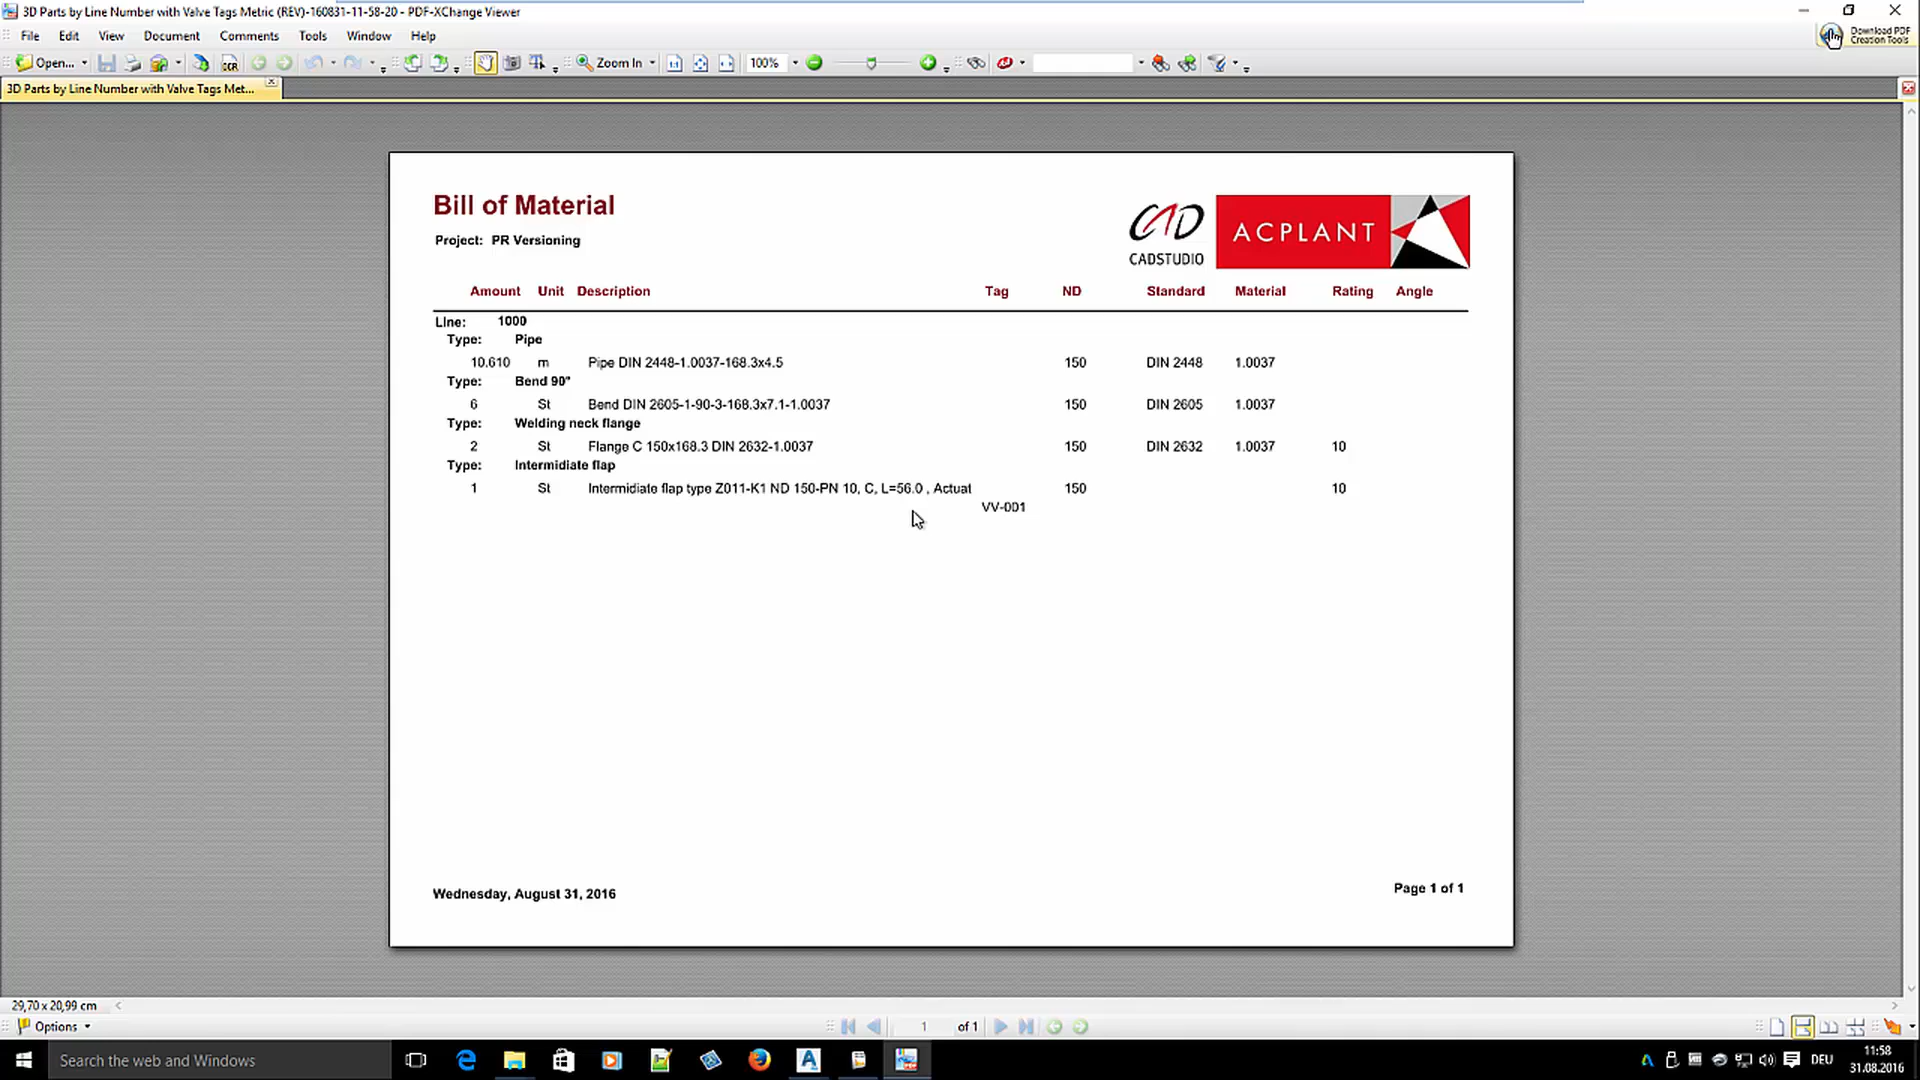 3D Parts by Line Number with Valve Tags Metric (REV)-160831-11-58-20 - PDF-XChange Viewer
File Edit View Document Comments Tools Window Help
Download PDF
Creation Tools
Open... OCR Zoom In 100%
3D Parts by Line Number with Valve Tags Met...
Bill of Material
Project: PR Versioning
CAD
CADSTUDIO
ACPLANT
Amount Unit Description Tag ND Standard Material Rating Angle
Line: 1000
Type: Pipe
10.610 m Pipe DIN 2448-1.0037-168.3x4.5 150 DIN 2448 1.0037
Type: Bend 90°
6 St Bend DIN 2605-1-90-3-168.3x7.1-1.0037 150 DIN 2605 1.0037
Type: Welding neck flange
2 St Flange C 150x168.3 DIN 2632-1.0037 150 DIN 2632 1.0037 10
Type: Intermidiate flap
1 St Intermidiate flap type Z011-K1 ND 150-PN 10, C, L=56.0 , Actuat 150 10
VV-001
Wednesday, August 31, 2016
Page 1 of 1
29,70 x 20,99 cm
Options 1 of 1
Search the web and Windows
DEU
11:58
31.08.2016